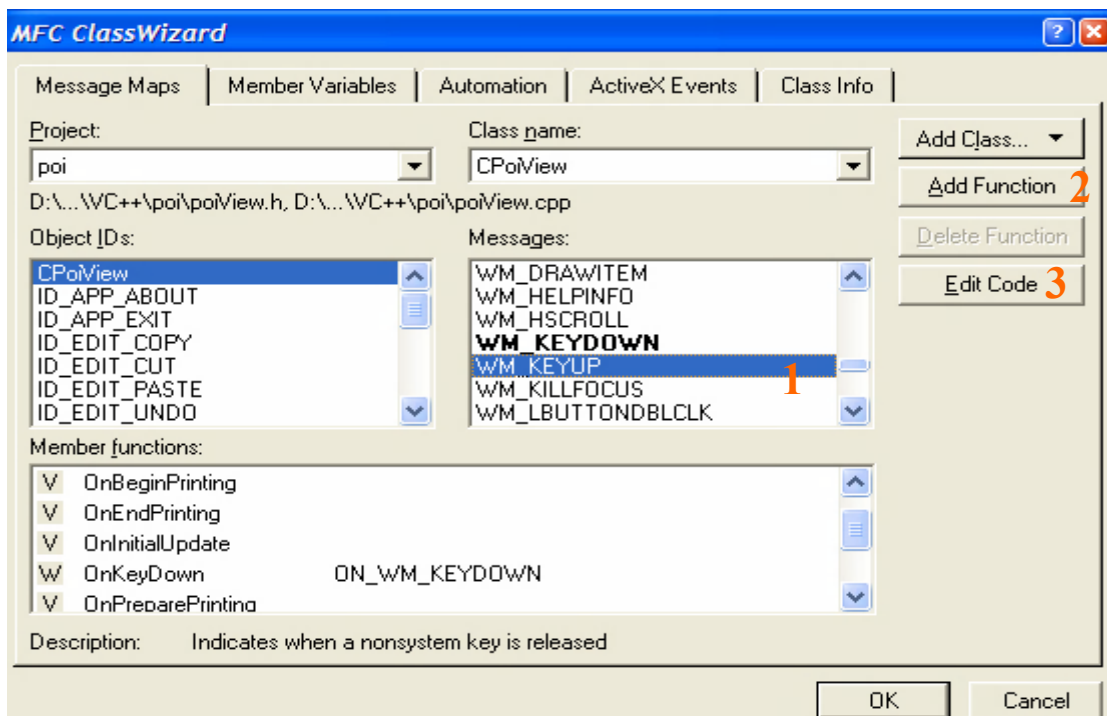 MFC ClassWizard
Message Maps Member Variables Automation ActiveX Events Class Info
Project:
Class name:
poi
CPoiView
D:\...\VC++\poi\poiView.h, D:\...\VC++\poi\poiView.cpp
Object IDs:
CPoiView
ID_APP_ABOUT
ID_APP_EXIT
ID_EDIT_COPY
ID_EDIT_CUT
ID_EDIT_PASTE
ID_EDIT_UNDO
Messages:
WM_DRAWITEM
WM_HELPINFO
WM_HSCROLL
WM_KEYDOWN
WM_KEYUP 1
WM_KILLFOCUS
WM_LBUTTONDBLCLK
Add Class...
Add Function 2
Delete Function
Edit Code 3
Member functions:
V OnBeginPrinting
V OnEndPrinting
V OnInitialUpdate
W OnKeyDown ON_WM_KEYDOWN
V OnPreparePrinting
Description: Indicates when a nonsystem key is released
OK Cancel